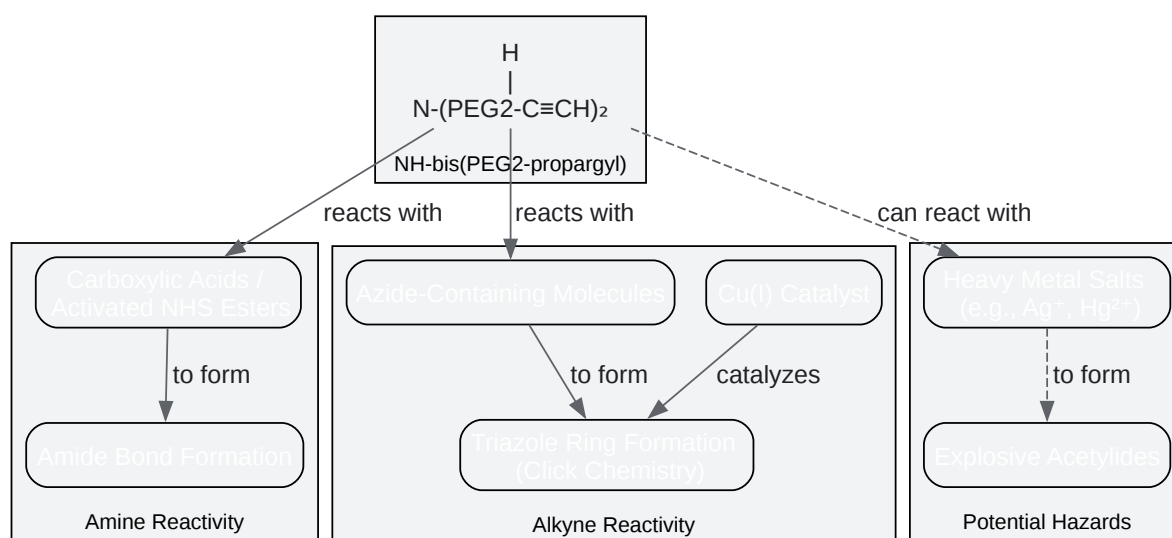 H
|
N-(PEG2-C≡CH)₂
NH-bis(PEG2-propargyl)
reacts with
reacts with
can react with
Carboxylic Acids /
Activated NHS Esters
Azide-Containing Molecules
Cu(I) Catalyst
Heavy Metal Salts
(e.g., Ag⁺, Hg²⁺)
to form
to form
catalyzes
to form
Amide Bond Formation
Triazole Ring Formation
(Click Chemistry)
Explosive Acetylides
Amine Reactivity
Alkyne Reactivity
Potential Hazards